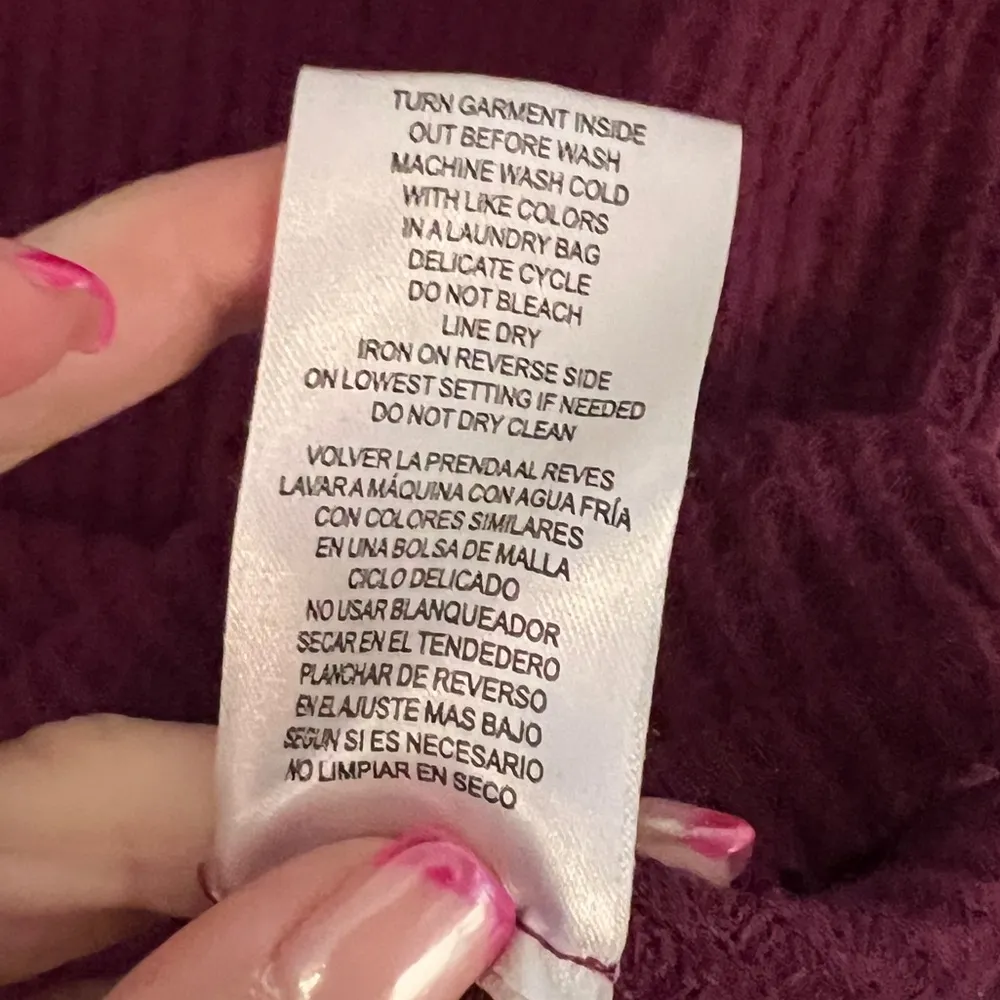 TURN GARMENT INSIDE
OUT BEFORE WASH
MACHINE WASH COLD
WITH LIKE COLORS
IN A LAUNDRY BAG
DELICATE CYCLE
DO NOT BLEACH
LINE DRY
IRON ON REVERSE SIDE
ON LOWEST SETTING IF NEEDED
DO NOT DRY CLEAN
VOLVER LA PRENDA AL REVES
LAVAR A MÁQUINA CON AGUA FRÍA
CON COLORES SIMILARES
EN UNA BOLSA DE MALLA
CICLO DELICADO
NO USAR BLANQUEADOR
SECAR EN EL TENDEDERO
PLANCHAR DE REVERSO
EN EL AJUSTE MAS BAJO
SEGUN SI ES NECESARIO
NO LIMPIAR EN SECO